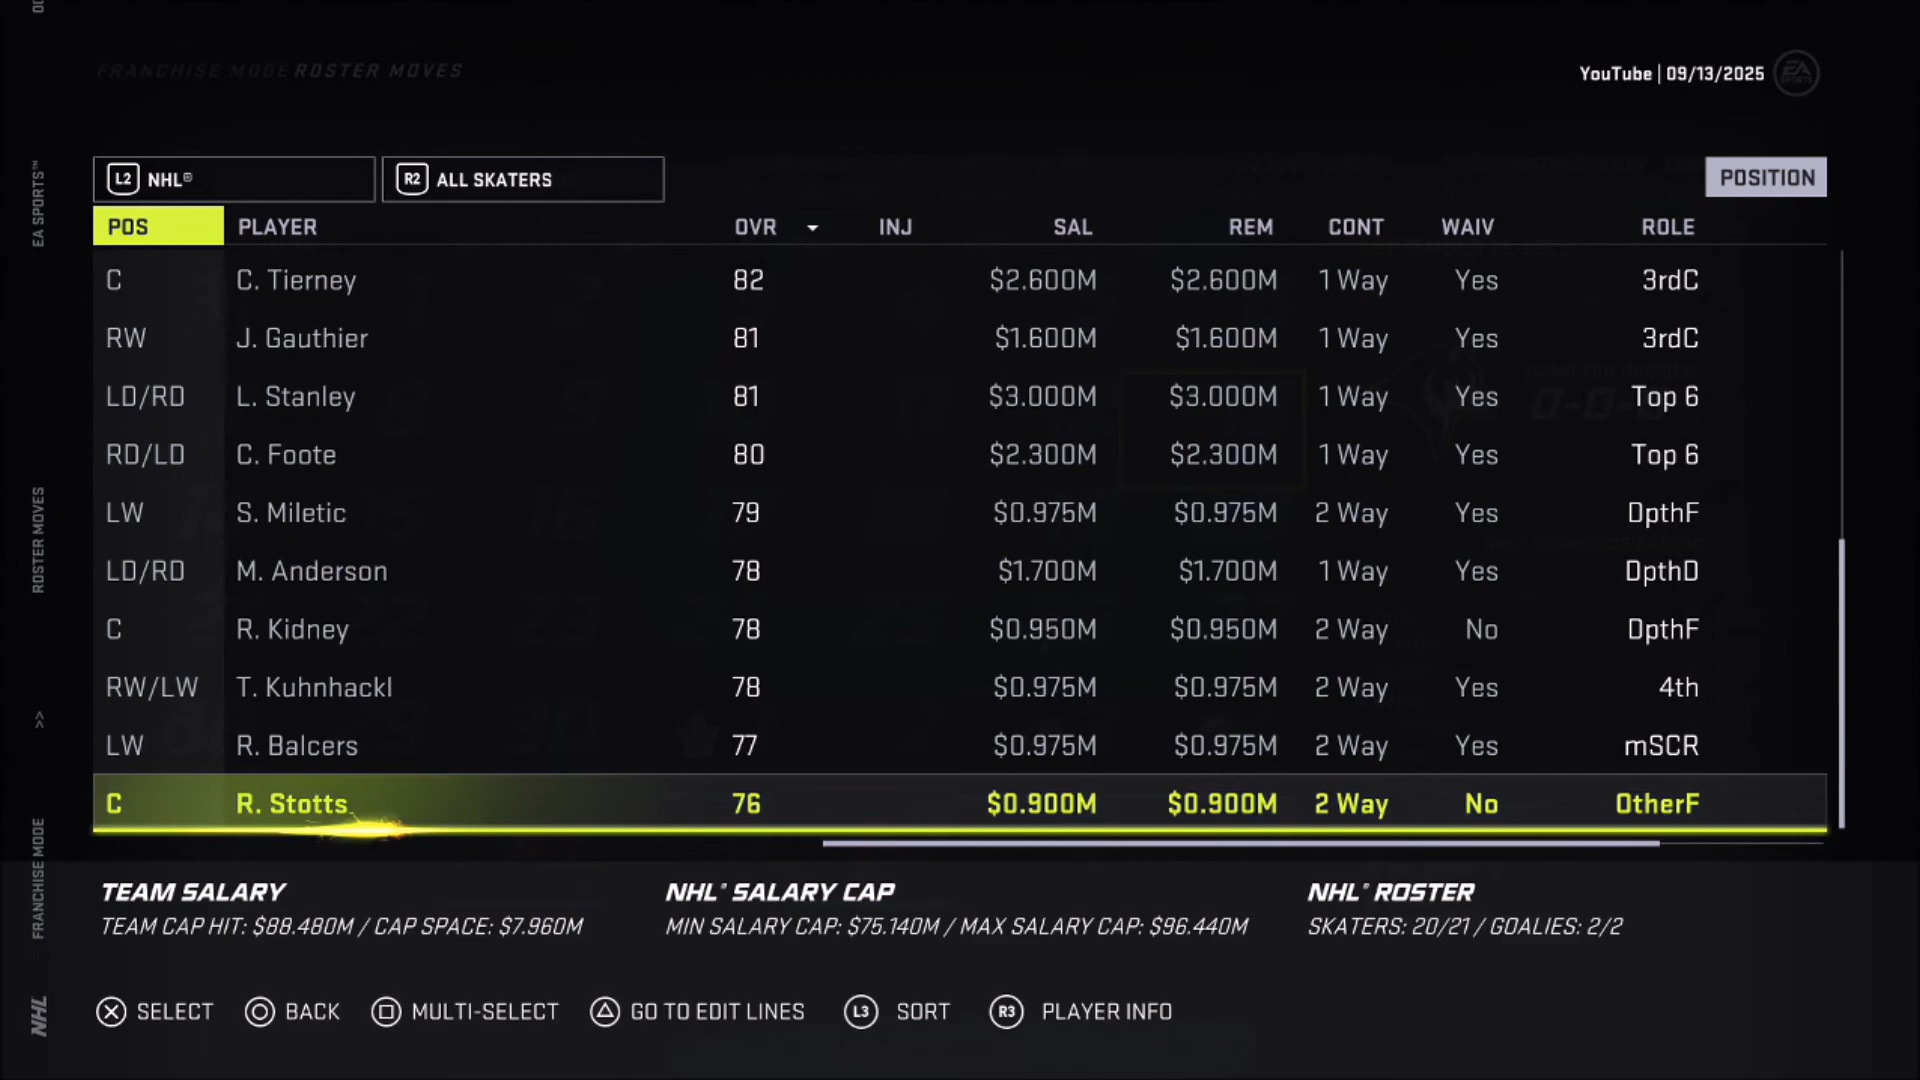 FRANCHISE MODE ROSTER MOVES
YouTube | 09/13/2025
EA SPORTS
L2 NHL®
R2 ALL SKATERS
POSITION
POS PLAYER OVR INJ SAL REM CONT WAIV ROLE
C C. Tierney 82 $2.600M $2.600M 1 Way Yes 3rdC
RW J. Gauthier 81 $1.600M $1.600M 1 Way Yes 3rdC
LD/RD L. Stanley 81 $3.000M $3.000M 1 Way Yes Top 6
RD/LD C. Foote 80 $2.300M $2.300M 1 Way Yes Top 6
LW S. Miletic 79 $0.975M $0.975M 2 Way Yes DpthF
LD/RD M. Anderson 78 $1.700M $1.700M 1 Way Yes DpthD
C R. Kidney 78 $0.950M $0.950M 2 Way No DpthF
RW/LW T. Kuhnhackl 78 $0.975M $0.975M 2 Way Yes 4th
LW R. Balcers 77 $0.975M $0.975M 2 Way Yes mSCR
C R. Stotts 76 $0.900M $0.900M 2 Way No OtherF
TEAM SALARY
TEAM CAP HIT: $88.480M / CAP SPACE: $7.960M
NHL® SALARY CAP
MIN SALARY CAP: $75.140M / MAX SALARY CAP: $96.440M
NHL® ROSTER
SKATERS: 20/21 / GOALIES: 2/2
SELECT BACK MULTI-SELECT GO TO EDIT LINES L3 SORT R3 PLAYER INFO
NHL FRANCHISE MODE >> ROSTER MOVES EA SPORTS™